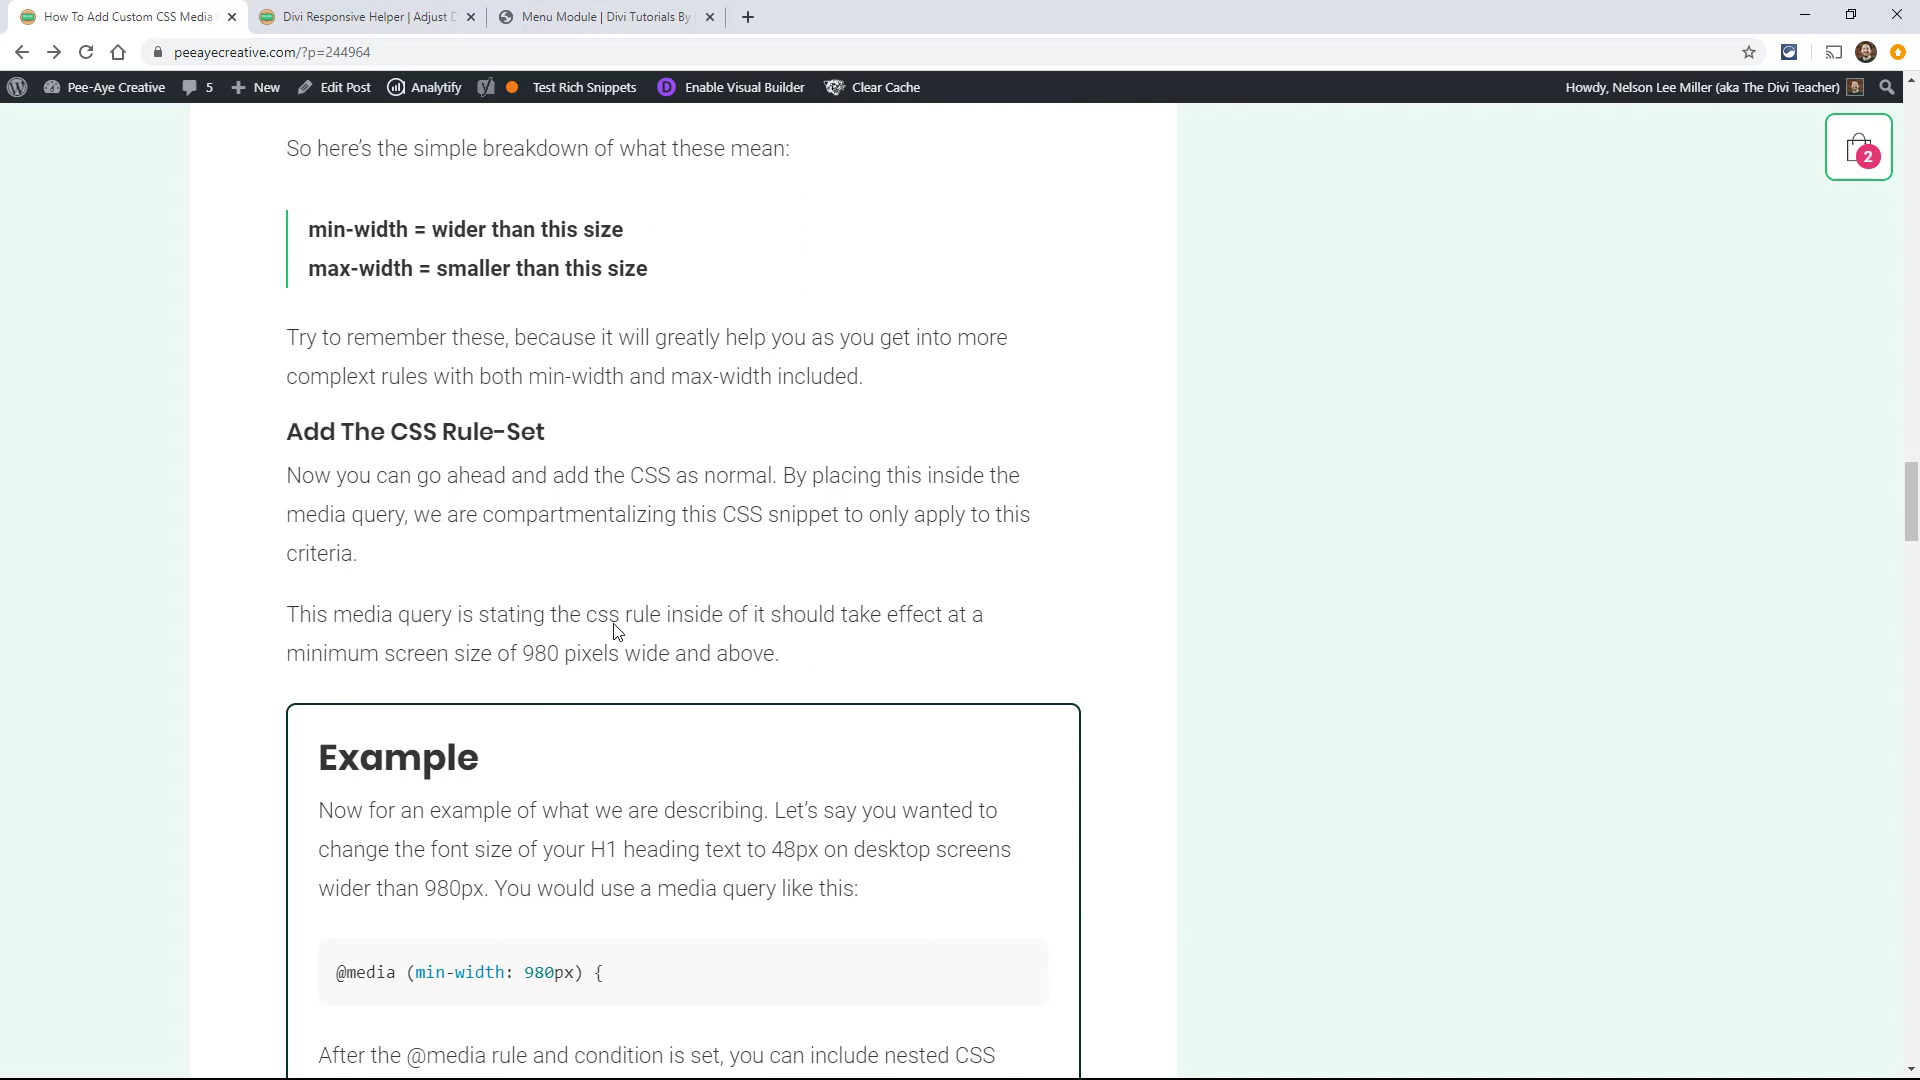 How To Add Custom CSS Media
Divi Responsive Helper | Adjust D
Menu Module | Divi Tutorials By
peeayecreative.com/?p=244964
Pee-Aye Creative
5
New
Edit Post
Analytify
Test Rich Snippets
D
Enable Visual Builder
Clear Cache
Howdy, Nelson Lee Miller (aka The Divi Teacher)
2
So here’s the simple breakdown of what these mean:
min-width = wider than this size
max-width = smaller than this size
Try to remember these, because it will greatly help you as you get into more
complext rules with both min-width and max-width included.
Add The CSS Rule-Set
Now you can go ahead and add the CSS as normal. By placing this inside the
media query, we are compartmentalizing this CSS snippet to only apply to this
criteria.
This media query is stating the css rule inside of it should take effect at a
minimum screen size of 980 pixels wide and above.
Example
Now for an example of what we are describing. Let’s say you wanted to
change the font size of your H1 heading text to 48px on desktop screens
wider than 980px. You would use a media query like this:
@media (min-width: 980px) {
After the @media rule and condition is set, you can include nested CSS